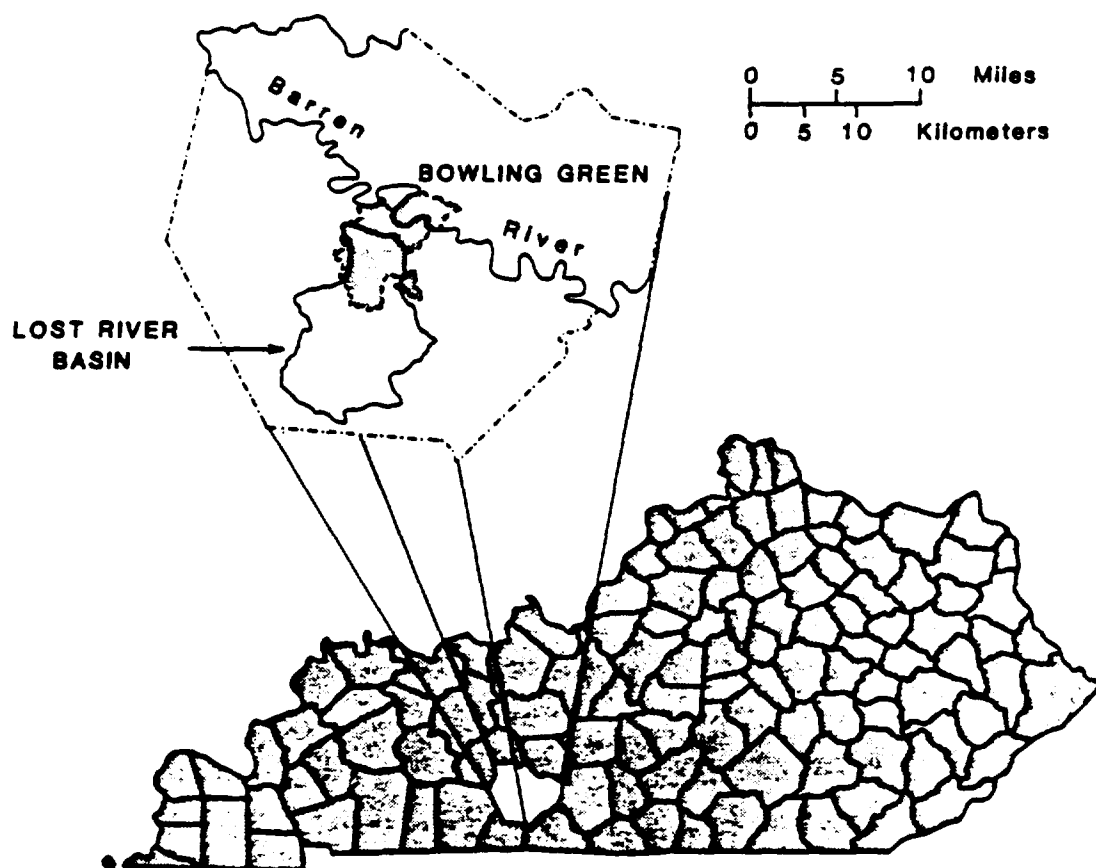 0 5 10 Miles
0 5 10 Kilometers
Barren
BOWLING GREEN
River
LOST RIVER
BASIN